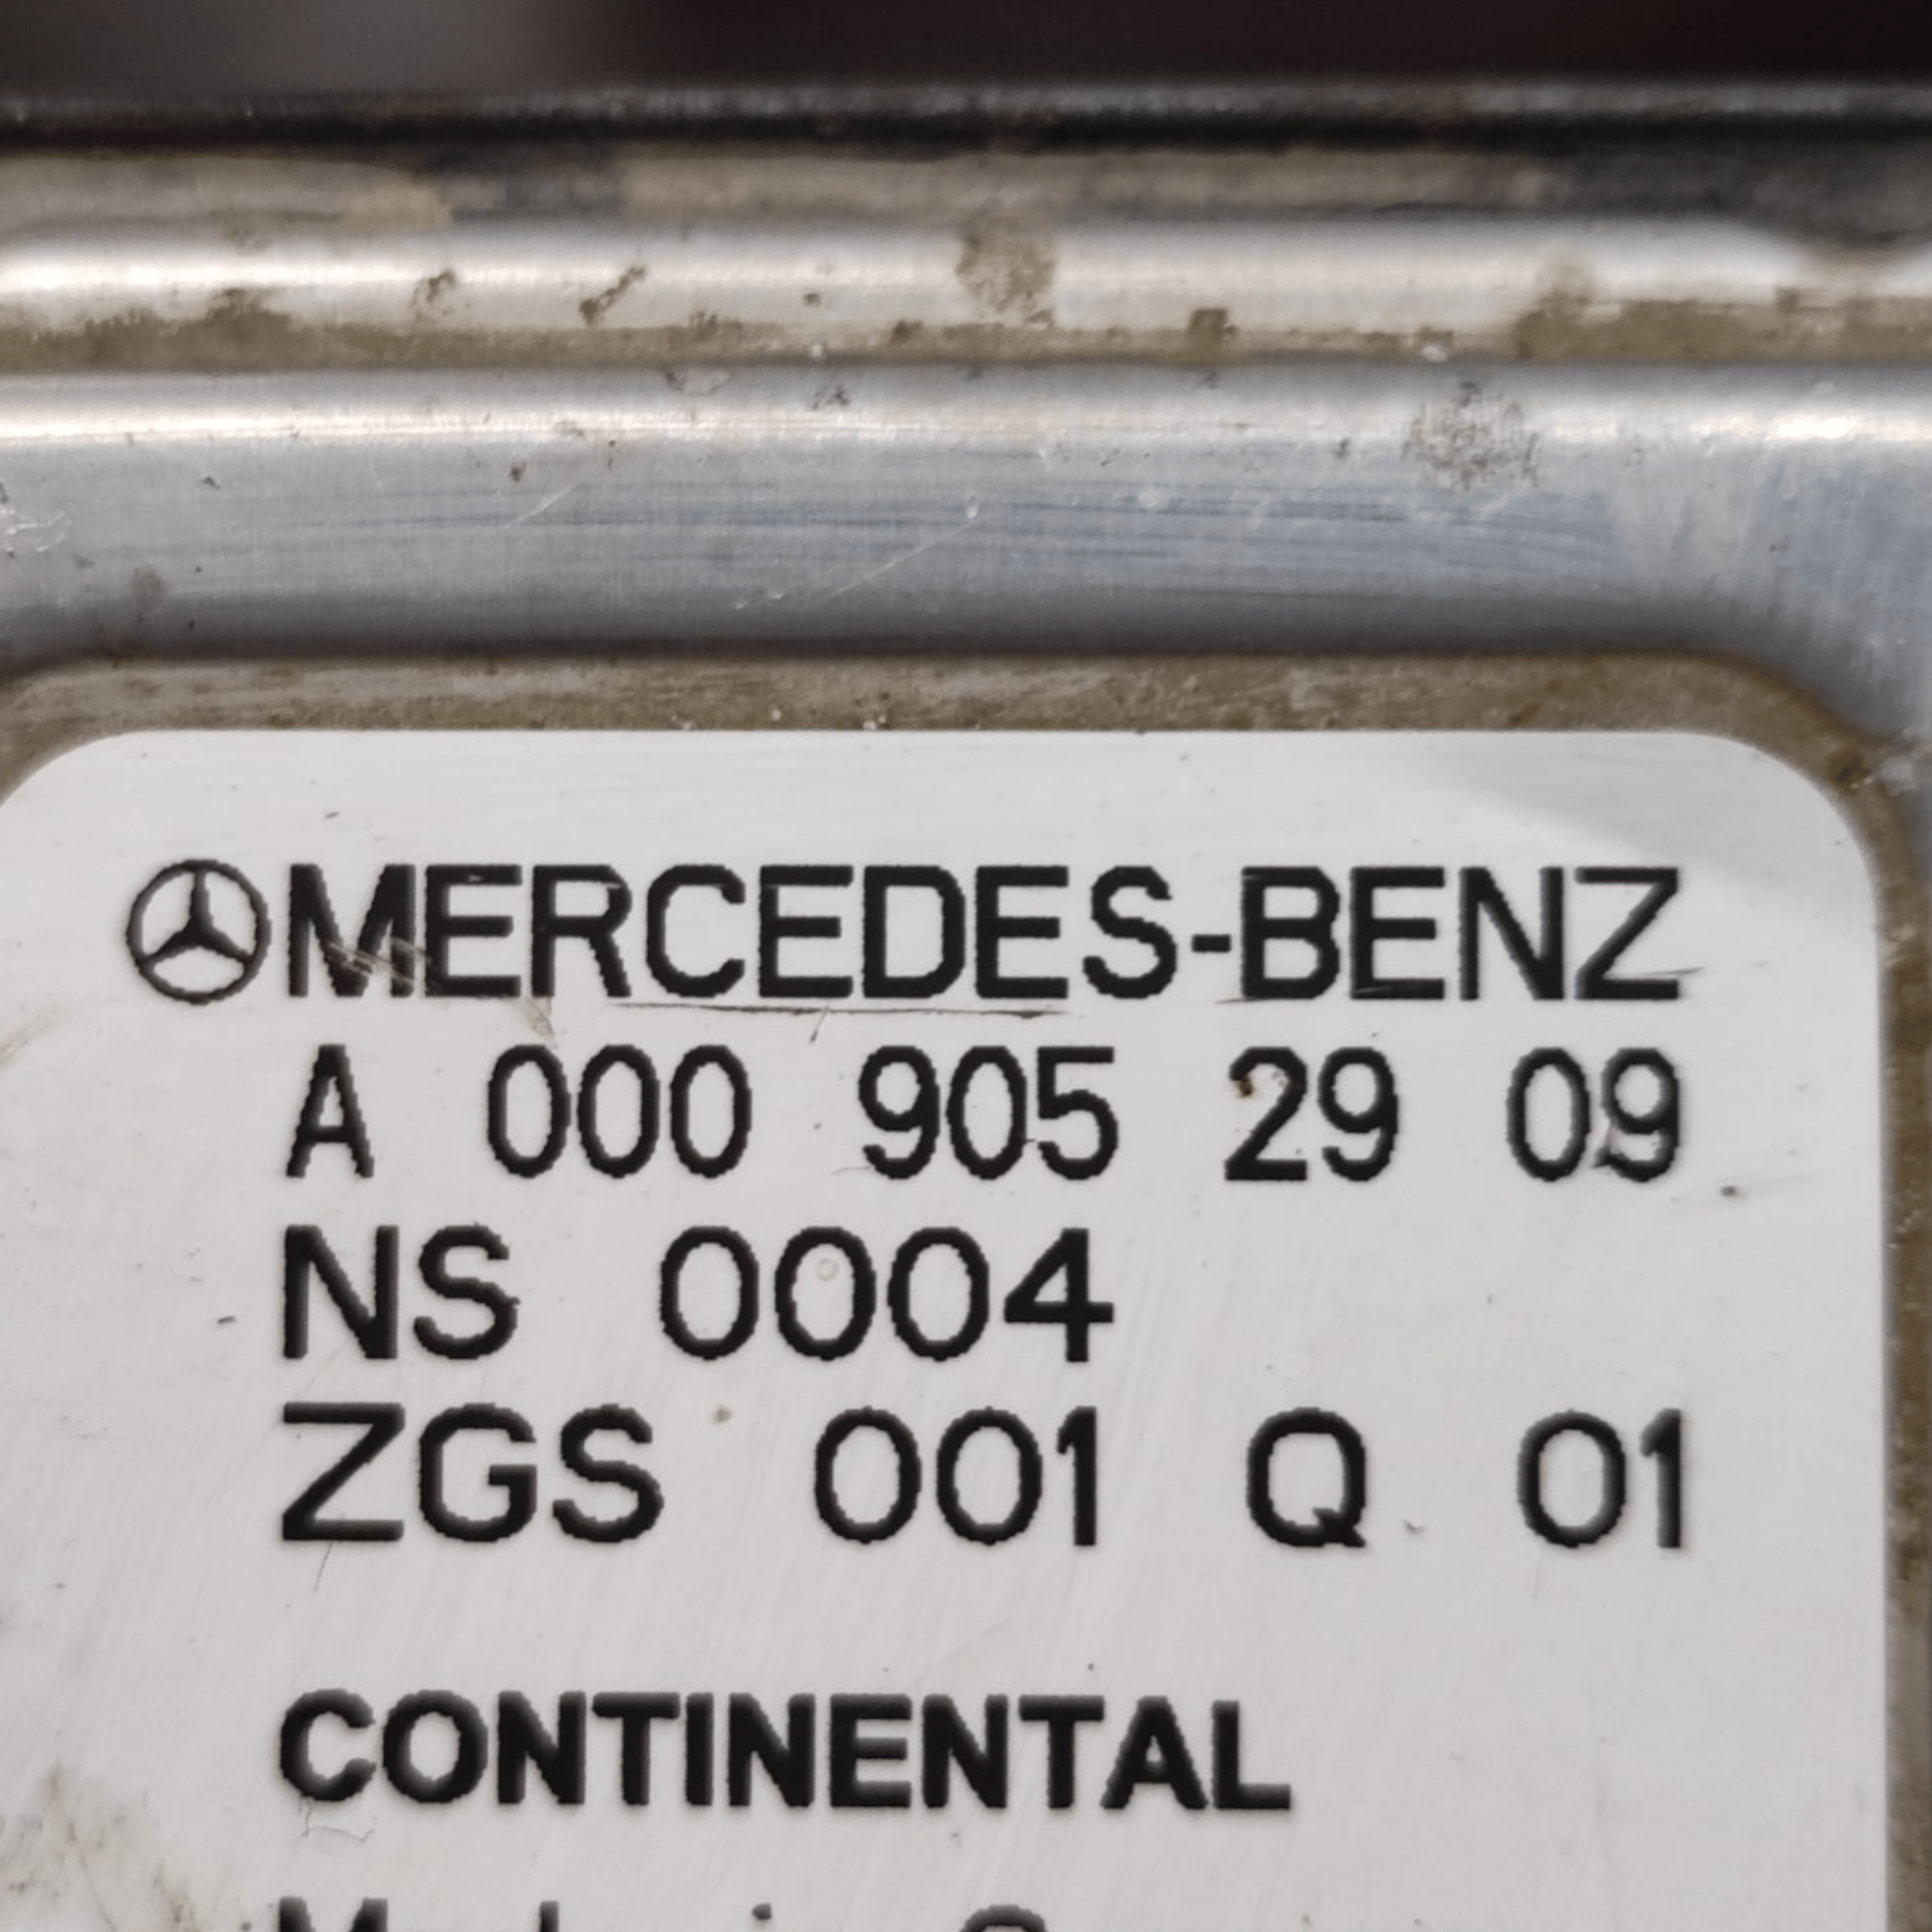 MERCEDES-BENZ
A 000 905 29 09
NS 0004
ZGS 001 Q 01
CONTINENTAL